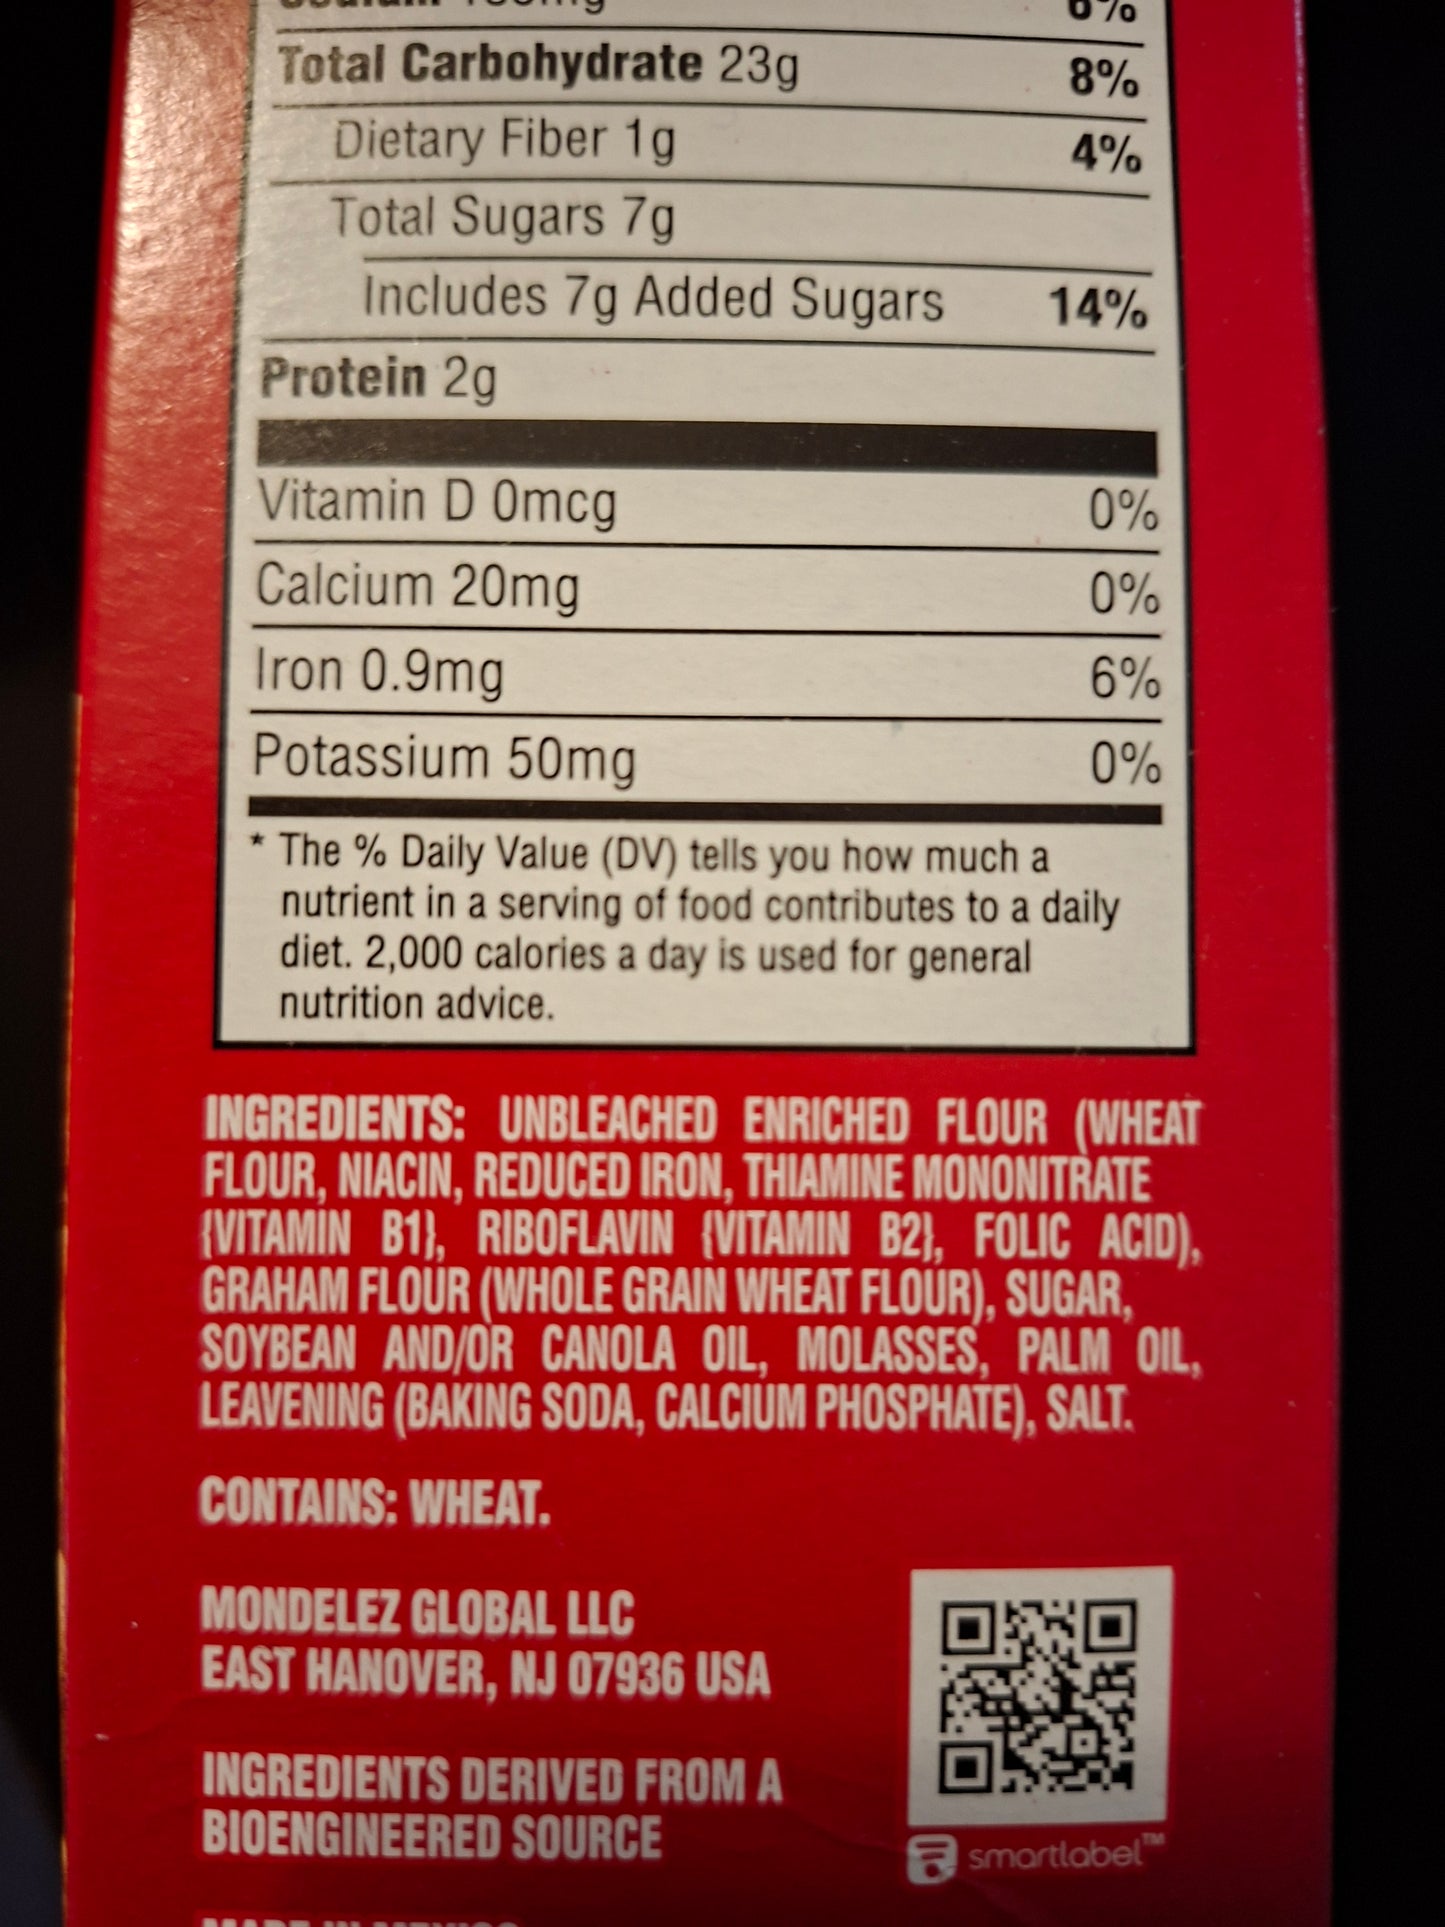 Total Carbohydrate 23g 8%
Dietary Fiber 1g 4%
Total Sugars 7g
Includes 7g Added Sugars 14%
Protein 2g
Vitamin D 0mcg 0%
Calcium 20mg 0%
Iron 0.9mg 6%
Potassium 50mg 0%
* The % Daily Value (DV) tells you how much a
nutrient in a serving of food contributes to a daily
diet. 2,000 calories a day is used for general
nutrition advice.
INGREDIENTS: UNBLEACHED ENRICHED FLOUR (WHEAT
FLOUR, NIACIN, REDUCED IRON, THIAMINE MONONITRATE
{VITAMIN B1}, RIBOFLAVIN {VITAMIN B2}, FOLIC ACID),
GRAHAM FLOUR (WHOLE GRAIN WHEAT FLOUR), SUGAR,
SOYBEAN AND/OR CANOLA OIL, MOLASSES, PALM OIL,
LEAVENING (BAKING SODA, CALCIUM PHOSPHATE), SALT.
CONTAINS: WHEAT.
MONDELEZ GLOBAL LLC
EAST HANOVER, NJ 07936 USA
INGREDIENTS DERIVED FROM A
BIOENGINEERED SOURCE
smartlabel™